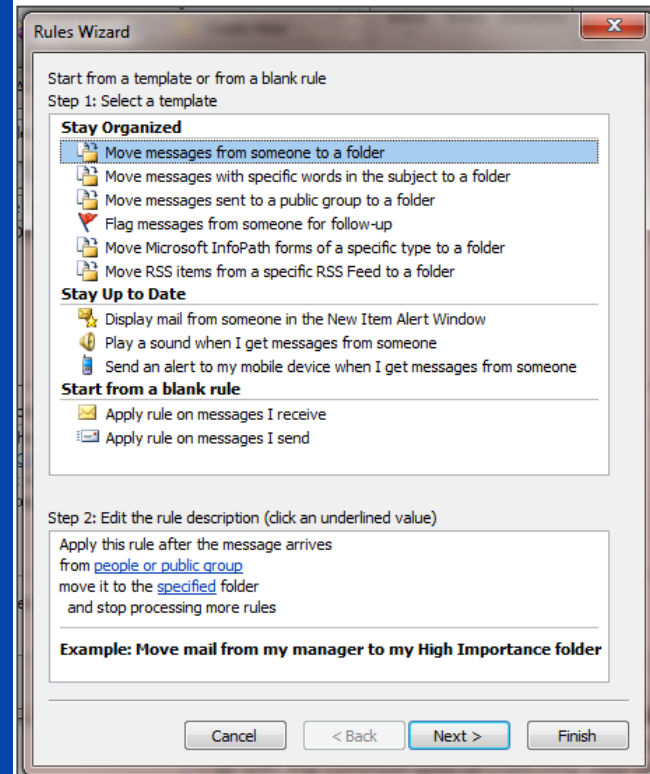 Rules Wizard
Start from a template or from a blank rule
Step 1: Select a template
Stay Organized
Move messages from someone to a folder
Move messages with specific words in the subject to a folder
Move messages sent to a public group to a folder
Flag messages from someone for follow-up
Move Microsoft InfoPath forms of a specific type to a folder
Move RSS items from a specific RSS Feed to a folder
Stay Up to Date
Display mail from someone in the New Item Alert Window
Play a sound when I get messages from someone
Send an alert to my mobile device when I get messages from someone
Start from a blank rule
Apply rule on messages I receive
Apply rule on messages I send
Step 2: Edit the rule description (click an underlined value)
Apply this rule after the message arrives
from people or public group
move it to the specified folder
and stop processing more rules
Example: Move mail from my manager to my High Importance folder
Cancel < Back Next > Finish